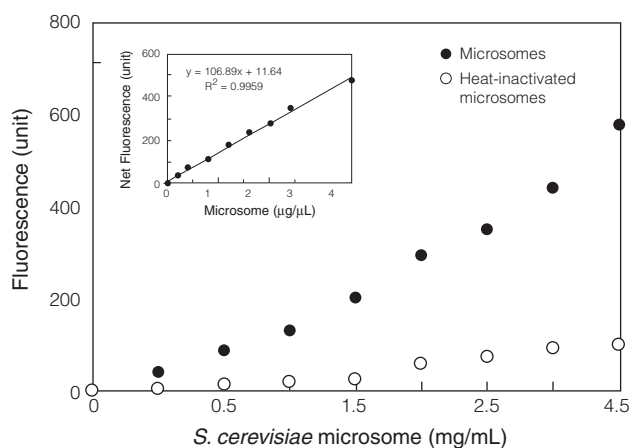 800
600
400
200
0
Fluorescence (unit)
0
0.5
1.5
2.5
4.5
S. cerevisiae microsome (mg/mL)
Microsomes
Heat-inactivated
microsomes
600
400
200
0
Net Fluorescence (unit)
y = 106.89x + 11.64
R² = 0.9959
0
1
2
3
4
Microsome (μg/μL)